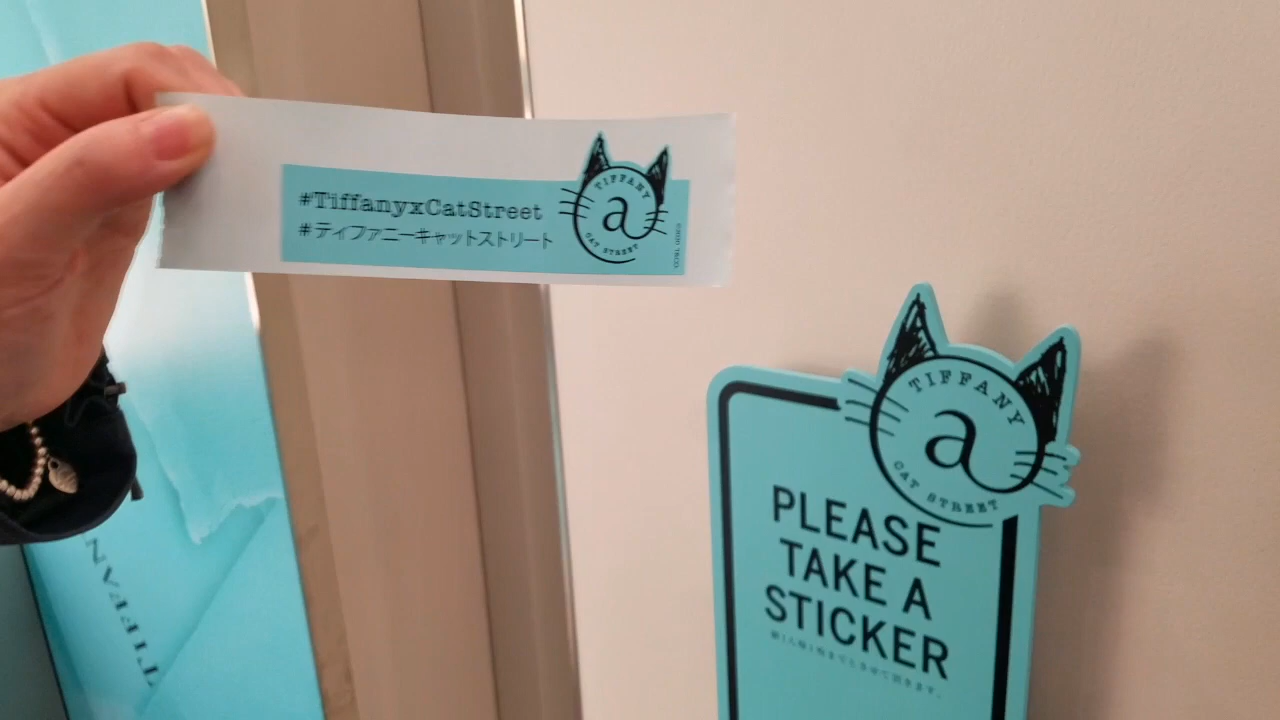 #TiffanyxCatStreet
#ティファニーキャットストリート
TIFFANY
a
CAT STREET
TIFFANY
a
CAT STREET
PLEASE
TAKE A
STICKER
TIFFAN